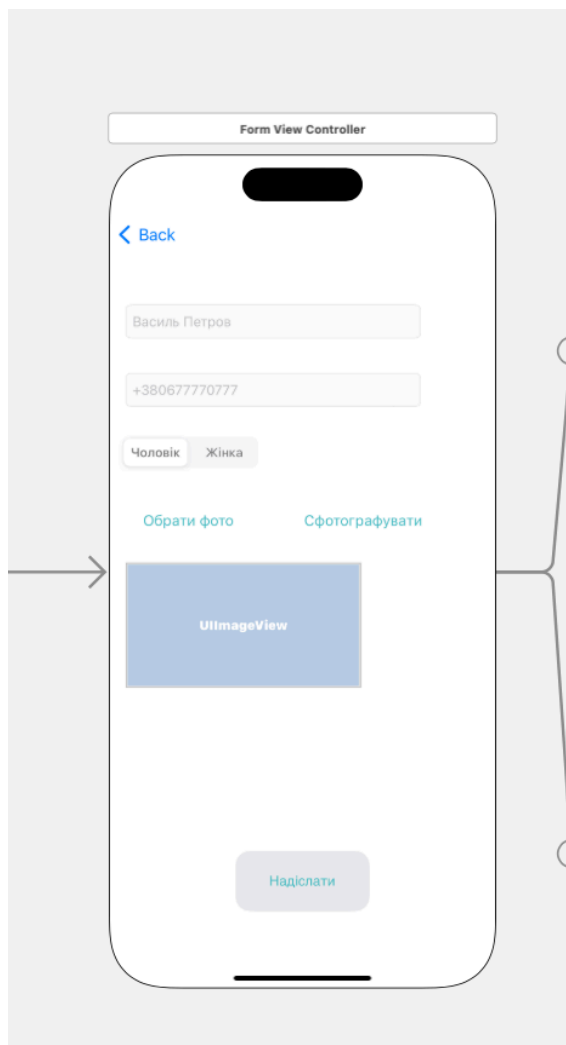 Form View Controller
Back
Василь Петров
+380677770777
Чоловік Жінка
Обрати фото Сфотографувати
UIImageView
Надіслати